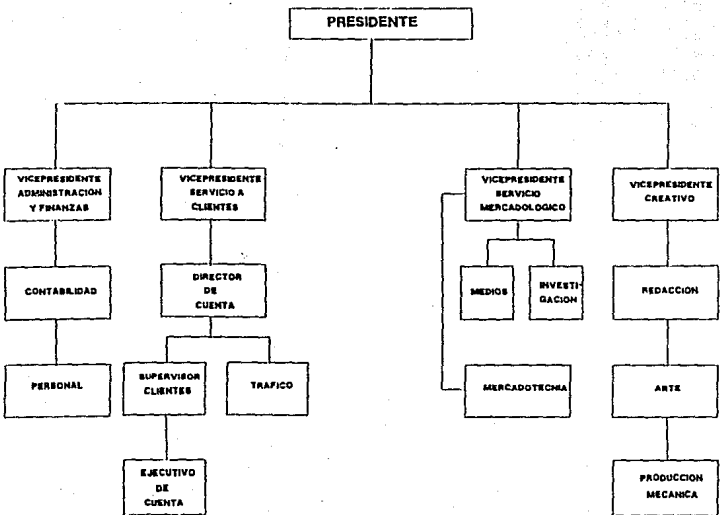 PRESIDENTE
VICEPRESIDENTE
ADMINISTRACION
Y FINANZAS
VICEPRESIDENTE
SERVICIO A
CLIENTES
VICEPRESIDENTE
SERVICIO
MERCADOLOGICO
VICEPRESIDENTE
CREATIVO
CONTABILIDAD
DIRECTOR
DE
CUENTA
MEDIOS
INVESTI-
GACION
REDACCION
PERSONAL
SUPERVISOR
CLIENTES
TRAFICO
MERCADOTECNIA
ARTE
EJECUTIVO
DE
CUENTA
PRODUCCION
MECANICA